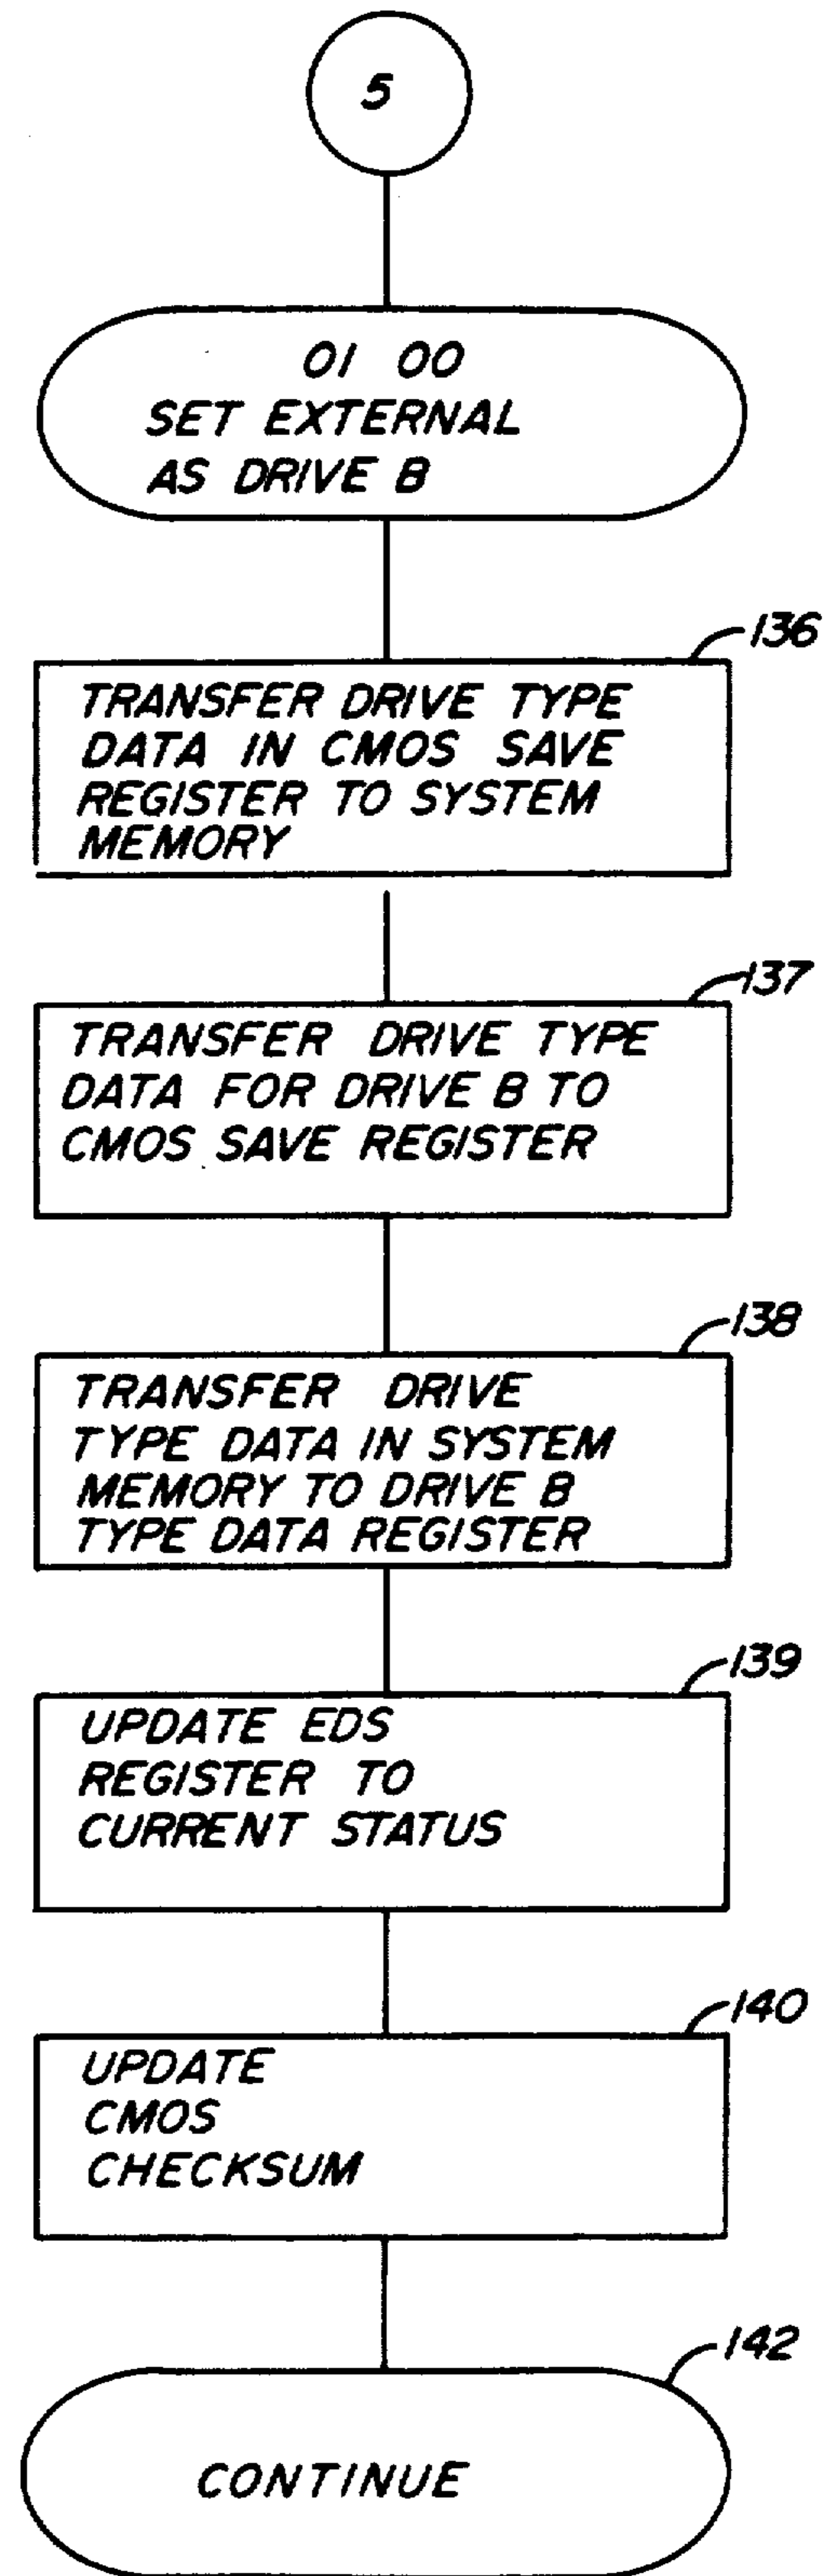 5
01 00
SET EXTERNAL
AS DRIVE B
136
TRANSFER DRIVE TYPE
DATA IN CMOS SAVE
REGISTER TO SYSTEM
MEMORY
137
TRANSFER DRIVE TYPE
DATA FOR DRIVE B TO
CMOS SAVE REGISTER
138
TRANSFER DRIVE
TYPE DATA IN SYSTEM
MEMORY TO DRIVE B
TYPE DATA REGISTER
139
UPDATE EDS
REGISTER TO
CURRENT STATUS
140
UPDATE
CMOS
CHECKSUM
142
CONTINUE